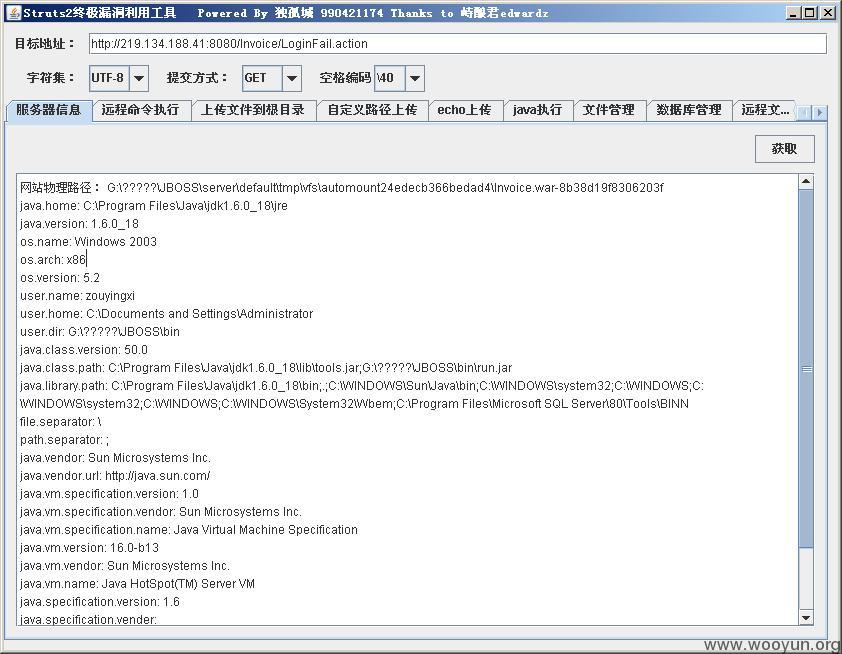 Struts2终极漏洞利用工具 Powered By 独孤城 990421174 Thanks to 峙酿君edwardz
目标地址： http://219.134.188.41:8080/Invoice/LoginFail.action
字符集： UTF-8 提交方式： GET 空格编码 \40
服务器信息 远程命令执行 上传文件到根目录 自定义路径上传 echo上传 java执行 文件管理 数据库管理 远程文...
获取
网站物理路径： G:\?????\JBOSS\server\default\tmp\vfs\automount24edecb366bedad4\Invoice.war-8b38d19f8306203f
java.home: C:\Program Files\Java\jdk1.6.0_18\jre
java.version: 1.6.0_18
os.name: Windows 2003
os.arch: x86
os.version: 5.2
user.name: zouyingxi
user.home: C:\Documents and Settings\Administrator
user.dir: G:\?????\JBOSS\bin
java.class.version: 50.0
java.class.path: C:\Program Files\Java\jdk1.6.0_18\lib\tools.jar;G:\?????\JBOSS\bin\run.jar
java.library.path: C:\Program Files\Java\jdk1.6.0_18\bin;.;C:\WINDOWS\Sun\Java\bin;C:\WINDOWS\system32;C:\WINDOWS;C:
\WINDOWS\system32;C:\WINDOWS;C:\WINDOWS\System32\Wbem;C:\Program Files\Microsoft SQL Server\80\Tools\BINN
file.separator: \
path.separator: ;
java.vendor: Sun Microsystems Inc.
java.vendor.url: http://java.sun.com/
java.vm.specification.version: 1.0
java.vm.specification.vendor: Sun Microsystems Inc.
java.vm.specification.name: Java Virtual Machine Specification
java.vm.version: 16.0-b13
java.vm.vendor: Sun Microsystems Inc.
java.vm.name: Java HotSpot(TM) Server VM
java.specification.version: 1.6
java.specification.vender:
www.wooyun.org